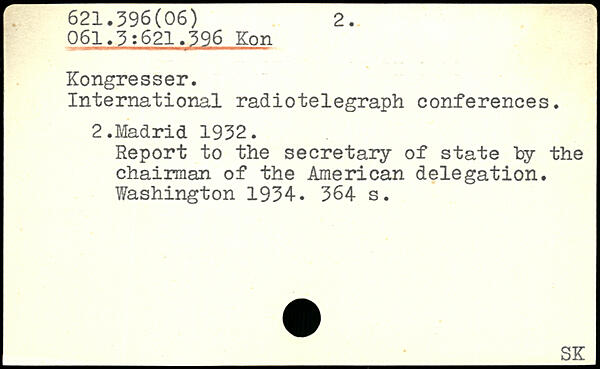 621.396(06) 2.
061.3:621.396 Kon
Kongresser.
International radiotelegraph conferences.
2.Madrid 1932.
Report to the secretary of state by the
chairman of the American delegation.
Washington 1934. 364 s.
SK